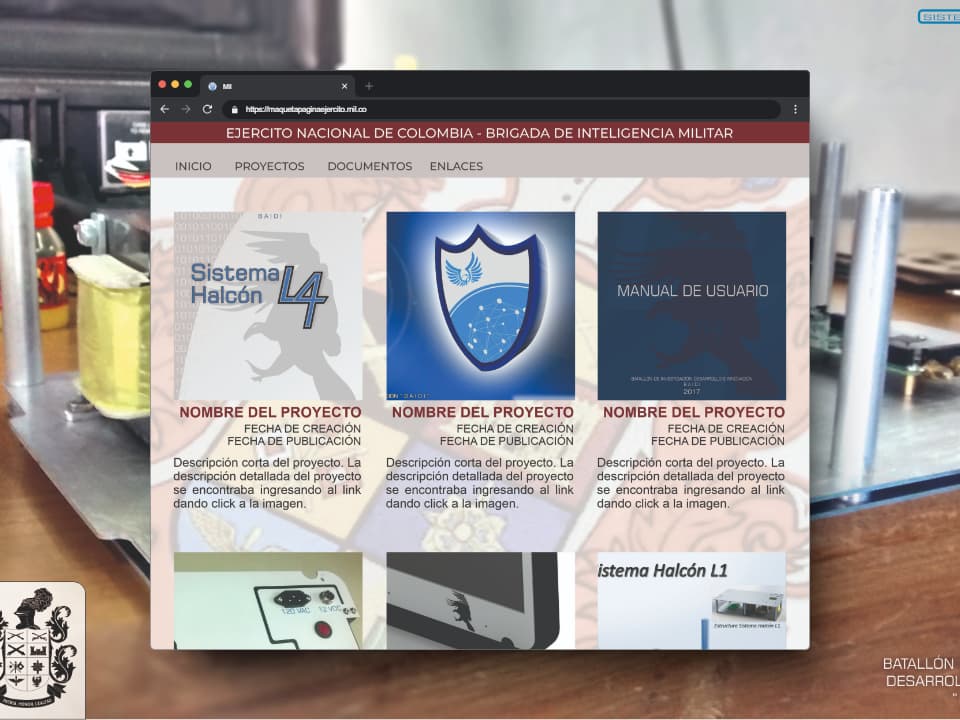 SISTE
MI
https://maquetapaginaejercito.mil.co
EJERCITO NACIONAL DE COLOMBIA - BRIGADA DE INTELIGENCIA MILITAR
INICIO PROYECTOS DOCUMENTOS ENLACES
BAIDI
Sistema
Halcón L4
MANUAL DE USUARIO
BATALLÓN DE INVESTIGACIÓN DESARROLLO E INNOVACIÓN
BAIDI
2017
NOMBRE DEL PROYECTO
FECHA DE CREACIÓN
FECHA DE PUBLICACIÓN
Descripción corta del proyecto. La
descripción detallada del proyecto
se encontraba ingresando al link
dando click a la imagen.
NOMBRE DEL PROYECTO
FECHA DE CREACIÓN
FECHA DE PUBLICACIÓN
Descripción corta del proyecto. La
descripción detallada del proyecto
se encontraba ingresando al link
dando click a la imagen.
NOMBRE DEL PROYECTO
FECHA DE CREACIÓN
FECHA DE PUBLICACIÓN
Descripción corta del proyecto. La
descripción detallada del proyecto
se encontraba ingresando al link
dando click a la imagen.
120 VAC 12 VDC
istema Halcón L1
Estructura Sistema Halcón L1
BATALLÓN
DESARROL